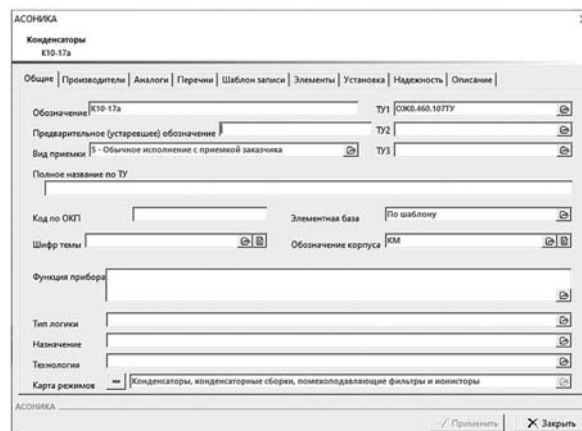 АСОНИКА
Конденсаторы
К10-17а
Общие Производители Аналоги Перечни Шаблон записи Элементы Установка Надежность Описание
Обозначение К10-17а ТУ1 ОЖ0.460.107ТУ
Предварительное (устаревшее) обозначение ТУ2
Вид приемки 5 - Обычное исполнение с приемкой заказчика ТУ3
Полное название по ТУ
Код по ОКП Элементная база По шаблону
Шифр темы Обозначение корпуса КМ
Функция прибора
Тип логики
Назначение
Технология
Карта режимов ... Конденсаторы, конденсаторные сборки, помехоподавляющие фильтры и ионисторы
АСОНИКА
Применить Закрыть